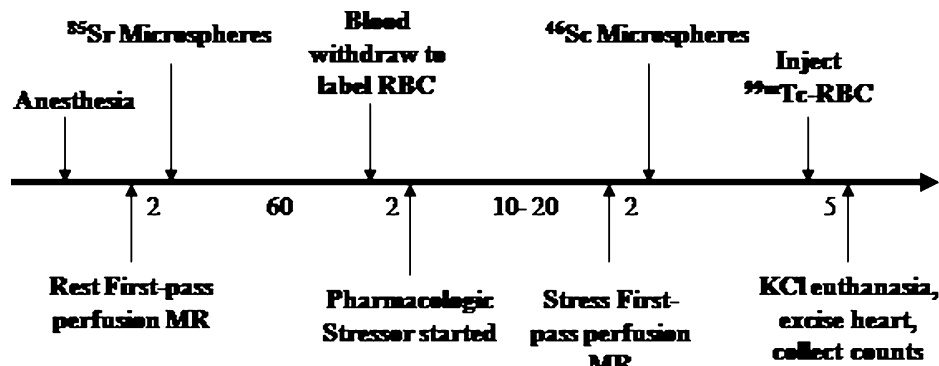 ⁸⁵Sr Microspheres
Blood
withdraw to
label RBC
⁴⁶Sc Microspheres
Inject
⁹⁹ᵐTc-RBC
Anesthesia
2
60
2
10-20
2
5
Rest First-pass
perfusion MR
Pharmacologic
Stressor started
Stress First-
pass perfusion
MR
KCl euthanasia,
excise heart,
collect counts